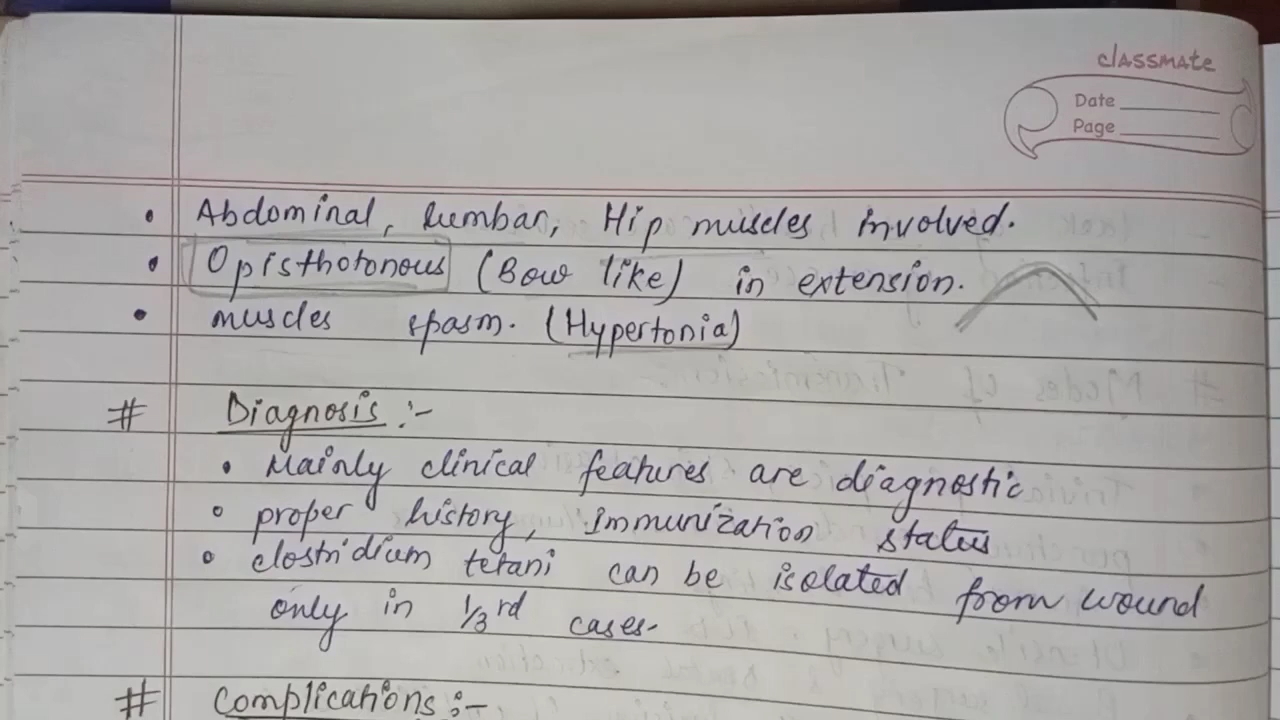 classmate
Date
Page
• Abdominal, Lumbar, Hip muscles involved.
• Opisthotonous (Bow like) in extension.
• muscles spasm. (Hypertonia)
# Diagnosis :-
• Mainly clinical features are diagnostic
• proper history, Immunization status
• clostridium tetani can be isolated from wound
only in 1/3rd cases.
# Complications :-